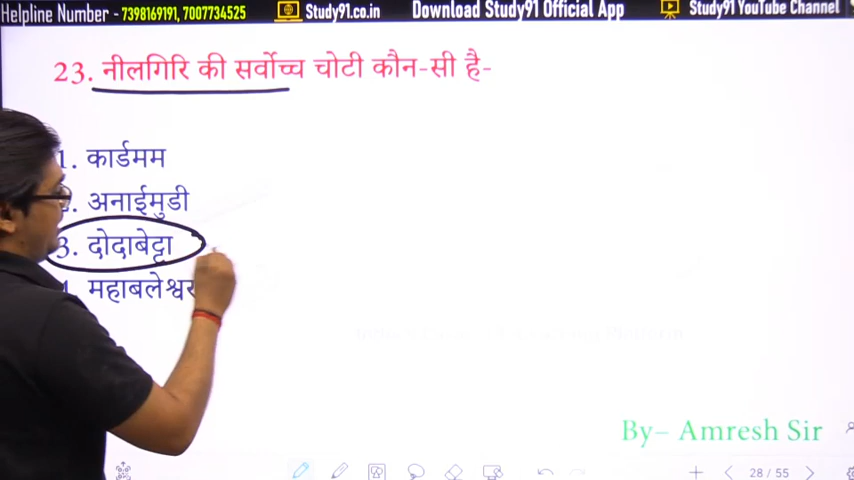 Helpline Number - 7398169191, 7007734525 Study91.co.in Download Study91 Official App Study91 YouTube Channel
23. नीलगिरि की सर्वोच्च चोटी कौन-सी है-
1. कार्डमम
2. अनाईमुडी
3. दोदाबेट्टा
4. महाबलेश्वर
By– Amresh Sir
28 / 55